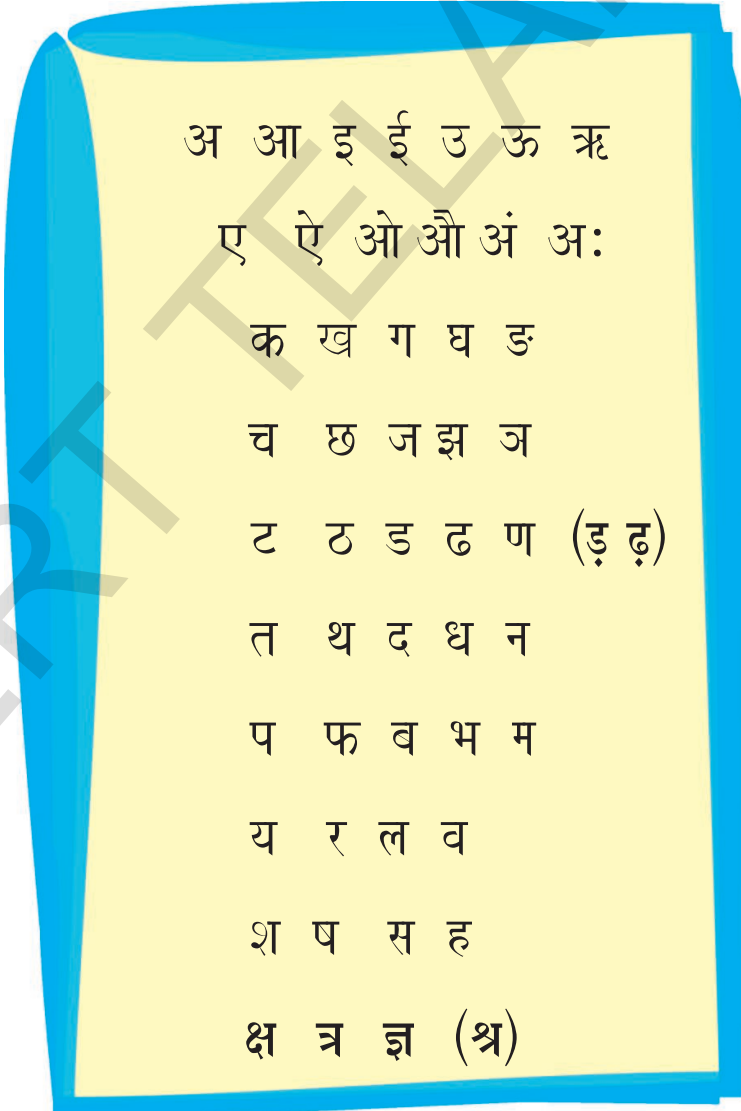 अ आ इ ई उ ऊ ऋ
ए ऐ ओ औ अं अः
क ख ग घ ङ
च छ ज झ ञ
ट ठ ड ढ ण (ड़ ढ़)
त थ द ध न
प फ ब भ म
य र ल व
श ष स ह
क्ष त्र ज्ञ (श्र)